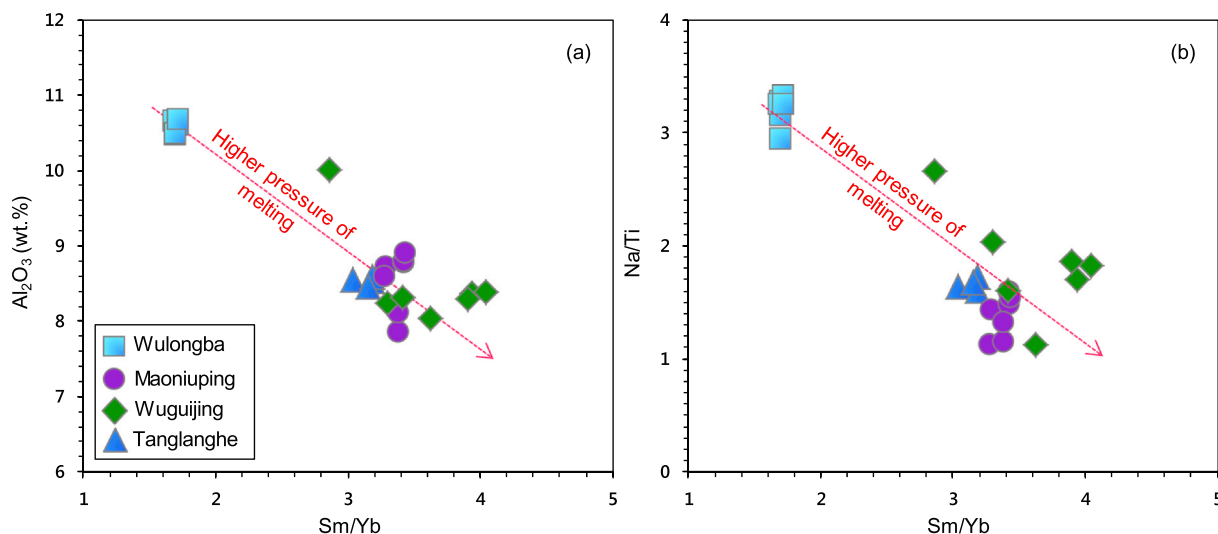 12
11
10
9
8
7
6
Al2O3 (wt.%)
(a)
Higher pressure of
melting
Wulongba
Maoniuping
Wuguijing
Tanglanghe
1
2
3
4
5
Sm/Yb
4
3
2
1
0
Na/Ti
(b)
Higher pressure of
melting
1
2
3
4
5
Sm/Yb